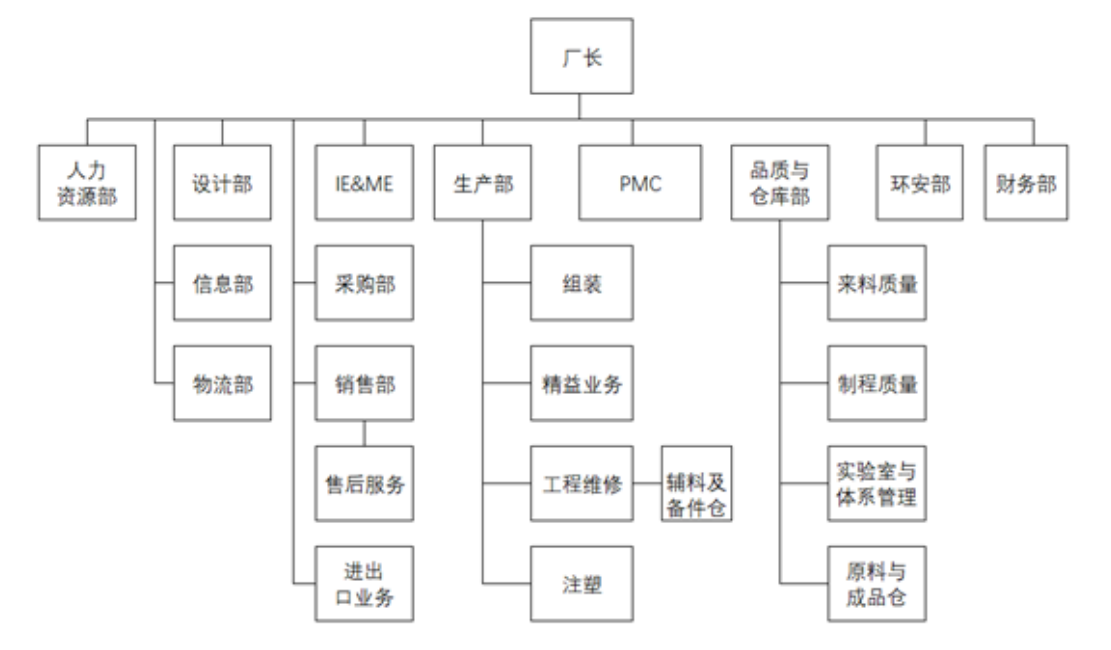 厂长
人力
资源部
设计部
IE&ME
生产部
PMC
品质与
仓库部
环安部
财务部
信息部
采购部
组装
来料质量
物流部
销售部
精益业务
制程质量
售后服务
工程维修
辅料及
备件仓
实验室与
体系管理
进出
口业务
注塑
原料与
成品仓